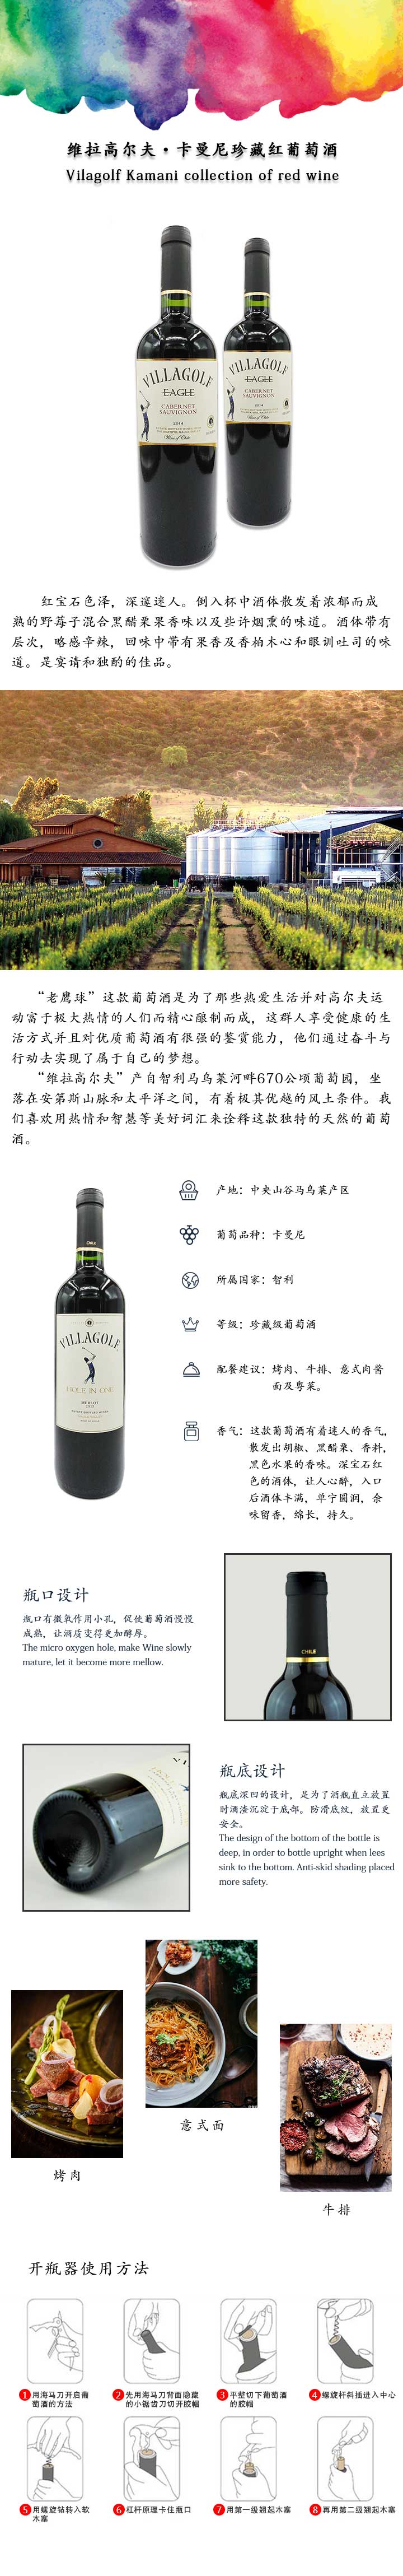 维拉高尔夫·卡曼尼珍藏红葡萄酒
Vilagolf Kamani collection of red wine
VILLAGOLF
EAGLE
CABERNET
SAUVIGNON
2014
Wine of Chile
VILLAGOLF
EAGLE
CABERNET
SAUVIGNON
2014
Wine of Chile
红宝石色泽，深邃迷人。倒入杯中酒体散发着浓郁而成
熟的野莓子混合黑醋栗果香味以及些许烟熏的味道。酒体带有
层次，略感辛辣，回味中带有果香及香柏木心和眼训吐司的味
道。是宴请和独酌的佳品。
“老鹰球”这款葡萄酒是为了那些热爱生活并对高尔夫运
动富于极大热情的人们而精心酿制而成，这群人享受健康的生
活方式并且对优质葡萄酒有很强的鉴赏能力，他们通过奋斗与
行动去实现了属于自己的梦想。
“维拉高尔夫”产自智利马乌莱河畔670公顷葡萄园，坐
落在安第斯山脉和太平洋之间，有着极其优越的风土条件。我
们喜欢用热情和智慧等美好词汇来诠释这款独特的天然的葡萄
酒。
CHILE
VILLAGOLF
HOLE IN ONE
MERLOT
产地：中央山谷马乌莱产区
葡萄品种：卡曼尼
所属国家：智利
等级：珍藏级葡萄酒
配餐建议：烤肉、牛排、意式肉酱
面及粤菜。
香气：这款葡萄酒有着迷人的香气，
散发出胡椒、黑醋栗、香料，
黑色水果的香味。深宝石红
色的酒体，让人心醉，入口
后酒体丰满，单宁圆润，余
味留香，绵长，持久。
瓶口设计
瓶口有微氧作用小孔，促使葡萄酒慢慢
成熟，让酒质变得更加醇厚。
The micro oxygen hole, make Wine slowly
mature, let it become more mellow.
CHILE
瓶底设计
瓶底深凹的设计，是为了酒瓶直立放置
时酒渣沉淀于底部。防滑底纹，放置更
安全。
The design of the bottom of the bottle is
deep, in order to bottle upright when lees
sink to the bottom. Anti-skid shading placed
more safety.
意式面
烤肉
牛排
开瓶器使用方法
1 用海马刀开启葡
萄酒的方法
2 先用海马刀背面隐藏
的小锯齿刀切开胶帽
3 平整切下葡萄酒
的胶帽
4 螺旋杆斜插进入中心
5 用螺旋钻转入软
木塞
6 杠杆原理卡住瓶口
7 用第一级翘起木塞
8 再用第二级翘起木塞